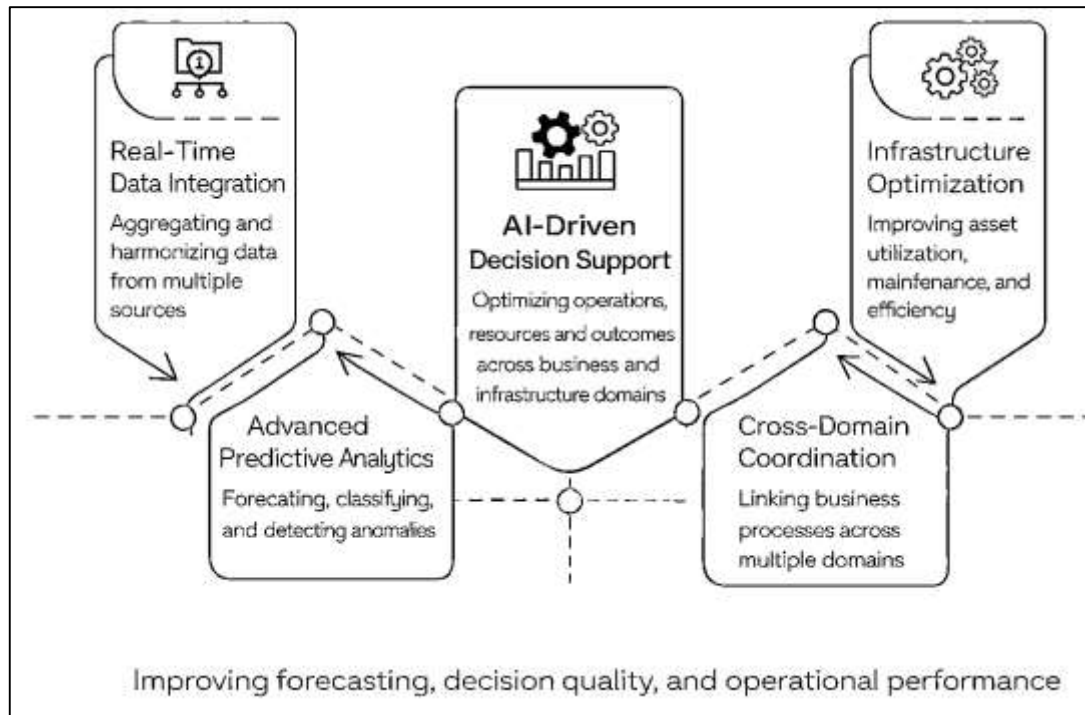 Real-Time
Data Integration
Aggregating and
harmonizing data
from multiple
sources
Advanced
Predictive Analytics
Forecating, classifying,
and detecting anomalies
AI-Driven
Decision Support
Optimizing operations,
resources and outcomes
across business and
infrastructure domains
Cross-Domain
Coordination
Linking business
processes across
multiple domains
Infrastructure
Optimization
Improving asset
utilization,
mainfenance, and
efficiency
Improving forecasting, decision quality, and operational performance